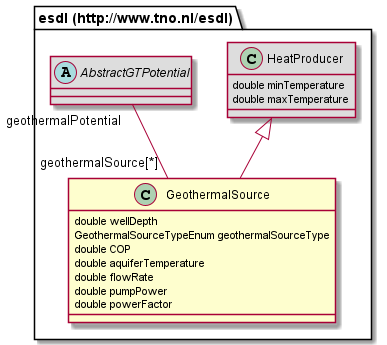 esdl (http://www.tno.nl/esdl)
A AbstractGTPotential
C HeatProducer
double minTemperature
double maxTemperature
geothermalPotential
geothermalSource[*]
C GeothermalSource
double wellDepth
GeothermalSourceTypeEnum geothermalSourceType
double COP
double aquiferTemperature
double flowRate
double pumpPower
double powerFactor